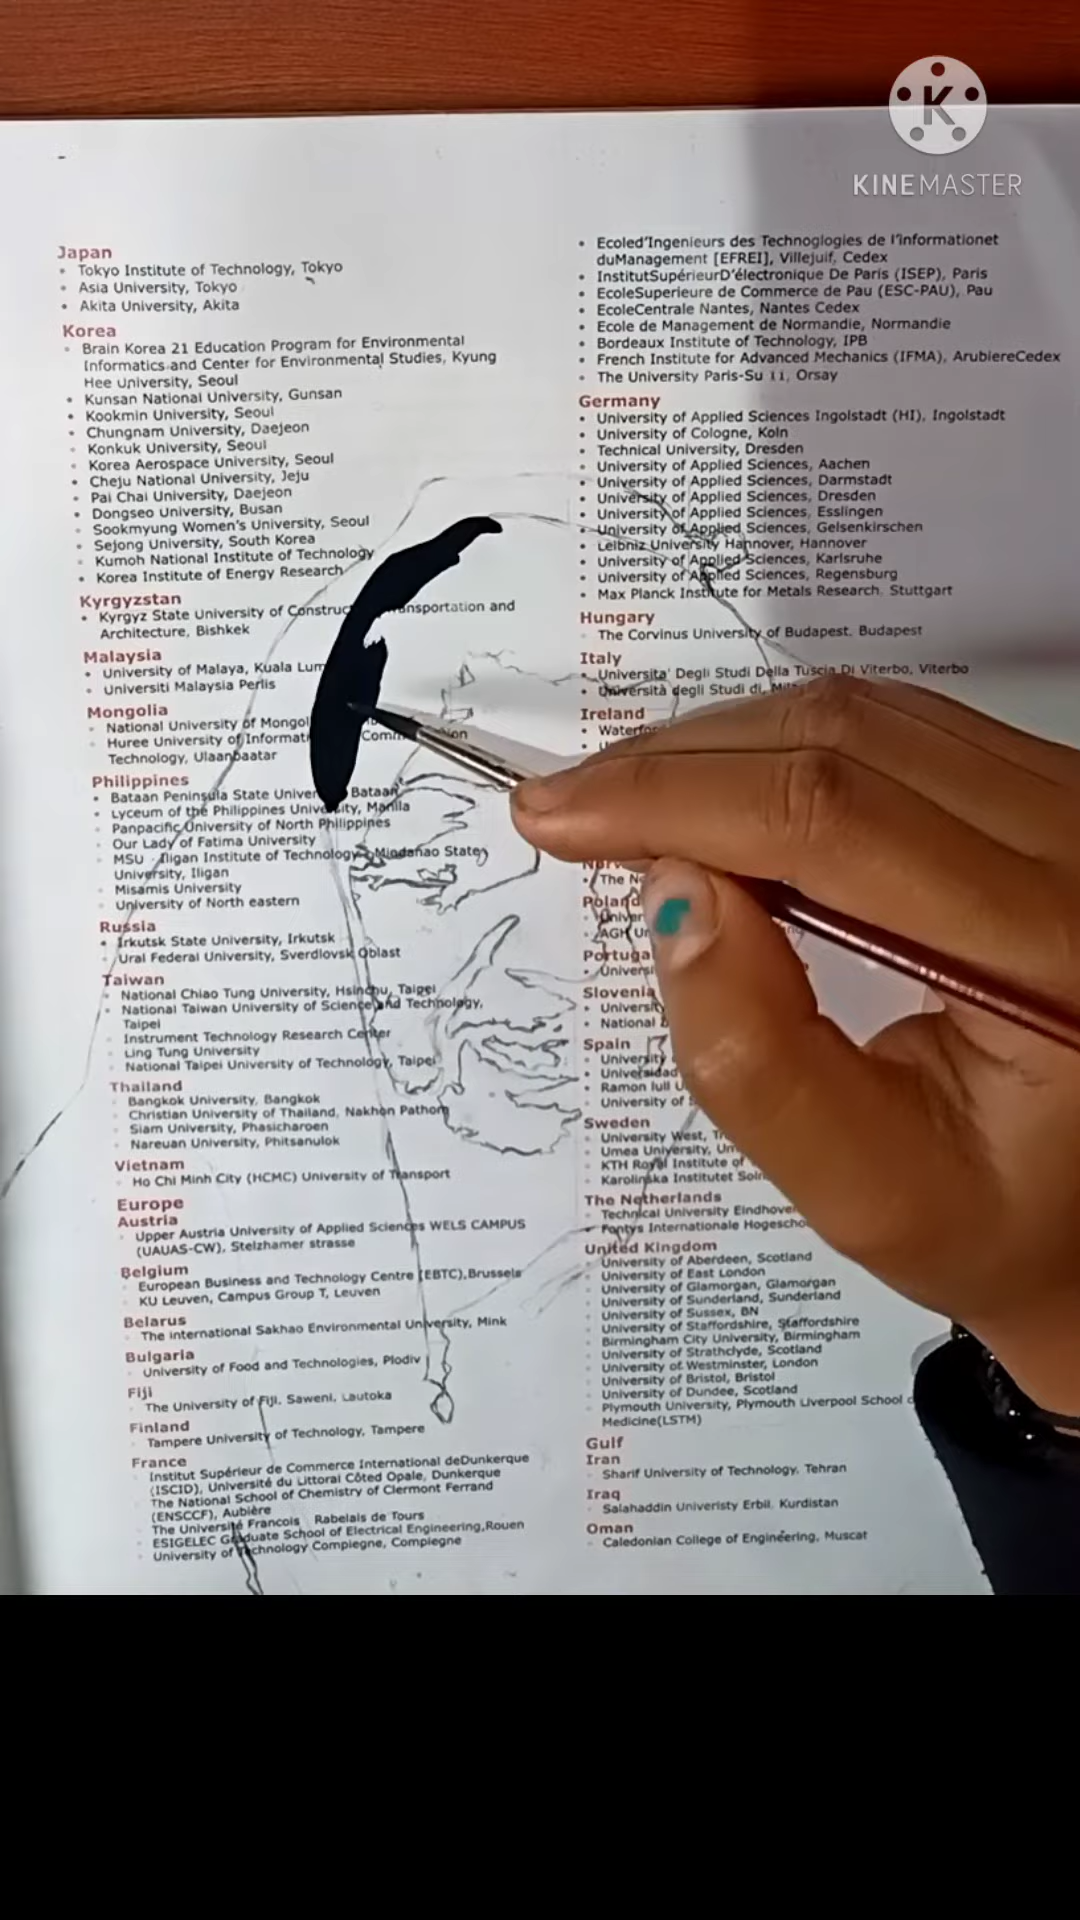 KINEMASTER
Japan
Tokyo Institute of Technology, Tokyo
Asia University, Tokyo
Akita University, Akita
Korea
Brain Korea 21 Education Program for Environmental
Informatics and Center for Environmental Studies, Kyung
Hee University, Seoul
Kunsan National University, Gunsan
Kookmin University, Seoul
Chungnam University, Daejeon
Konkuk University, Seoul
Korea Aerospace University, Seoul
Cheju National University, Jeju
Pai Chai University, Daejeon
Dongseo University, Busan
Sookmyung Women's University, Seoul
Sejong University, South Korea
Kumoh National Institute of Technology
Korea Institute of Energy Research
Kyrgyzstan
Kyrgyz State University of and
Architecture, Bishkek
Malaysia
University of Malaya, Kuala
Universiti Malaysia Perlis
Mongolia
National University of
Huree University of
Technology, Ulaanbaatar
Philippines
Bataan Peninsula State Bataan
Lyceum of the Philippines University, Manila
Panpacific University of North Philippines
Our Lady of Fatima University
MSU - Iligan Institute of Technology - Mindanao State
University, Iligan
Misamis University
University of North eastern
Russia
Irkutsk State University, Irkutsk
Ural Federal University, Sverdlovsk Oblast
Taiwan
National Chiao Tung University, Hsinchu, Taipei
National Taiwan University of Science and Technology,
Taipei
Instrument Technology Research Center
Ling Tung University
National Taipei University of Technology, Taipei
Thailand
Bangkok University, Bangkok
Christian University of Thailand, Nakhon Pathom
Siam University, Phasicharoen
Nareuan University, Phitsanulok
Vietnam
Ho Chi Minh City (HCMC) University of Transport
Europe
Austria
Upper Austria University of Applied Sciences WELS CAMPUS
(UAUAS-CW), Stelzhamer strasse
Belgium
European Business and Technology Centre (EBTC),Brussels
KU Leuven, Campus Group T, Leuven
Belarus
The international Sakhao Environmental University, Mink
Bulgaria
University of Food and Technologies, Plodiv
Fiji
The University of Fiji, Saweni, Lautoka
Finland
Tampere University of Technology, Tampere
France
Institut Supérieur de Commerce International deDunkerque
(ISCID), Université du Littoral Côted Opale, Dunkerque
The National School of Chemistry of Clermont Ferrand
(ENSCCF), Aubière
The Université Francois Rabelais de Tours
ESIGELEC Graduate School of Electrical Engineering,Rouen
University of Technology Compiegne, Compiegne
Ecoled'Ingenieurs des Technoglogies de l'informationet
duManagement [EFREI], Villejuif, Cedex
InstitutSupérieurD'électronique De Paris (ISEP), Paris
EcoleSuperieure de Commerce de Pau (ESC-PAU), Pau
EcoleCentrale Nantes, Nantes Cedex
Ecole de Management de Normandie, Normandie
Bordeaux Institute of Technology, IPB
French Institute for Advanced Mechanics (IFMA), ArubiereCedex
The University Paris-Su 11, Orsay
Germany
University of Applied Sciences Ingolstadt (HI), Ingolstadt
University of Cologne, Koln
Technical University, Dresden
University of Applied Sciences, Aachen
University of Applied Sciences, Darmstadt
University of Applied Sciences, Dresden
University of Applied Sciences, Esslingen
University of Applied Sciences, Gelsenkirschen
Leibniz University Hannover, Hannover
University of Applied Sciences, Karlsruhe
University of Applied Sciences, Regensburg
Max Planck Institute for Metals Research, Stuttgart
Hungary
The Corvinus University of Budapest, Budapest
Italy
Universita' Degli Studi Della Tuscia Di Viterbo, Viterbo
Università degli Studi di,
Ireland
The
Poland
AGH
Portugal
Slovenia
National
Spain
University
Universidad
Ramon lull
University of
Sweden
University West,
Umea University,
KTH Royal Institute of
Karolinska Institutet
The Netherlands
Technical University
Fontys Internationale
United Kingdom
University of Aberdeen, Scotland
University of East London
University of Glamorgan, Glamorgan
University of Sunderland, Sunderland
University of Sussex, BN
University of Staffordshire, Staffordshire
Birmingham City University, Birmingham
University of Strathclyde, Scotland
University of Westminster, London
University of Bristol, Bristol
University of Dundee, Scotland
Plymouth University, Plymouth Liverpool School
Medicine(LSTM)
Gulf
Iran
Sharif University of Technology, Tehran
Iraq
Salahaddin Univeristy Erbil, Kurdistan
Oman
Caledonian College of Engineering, Muscat